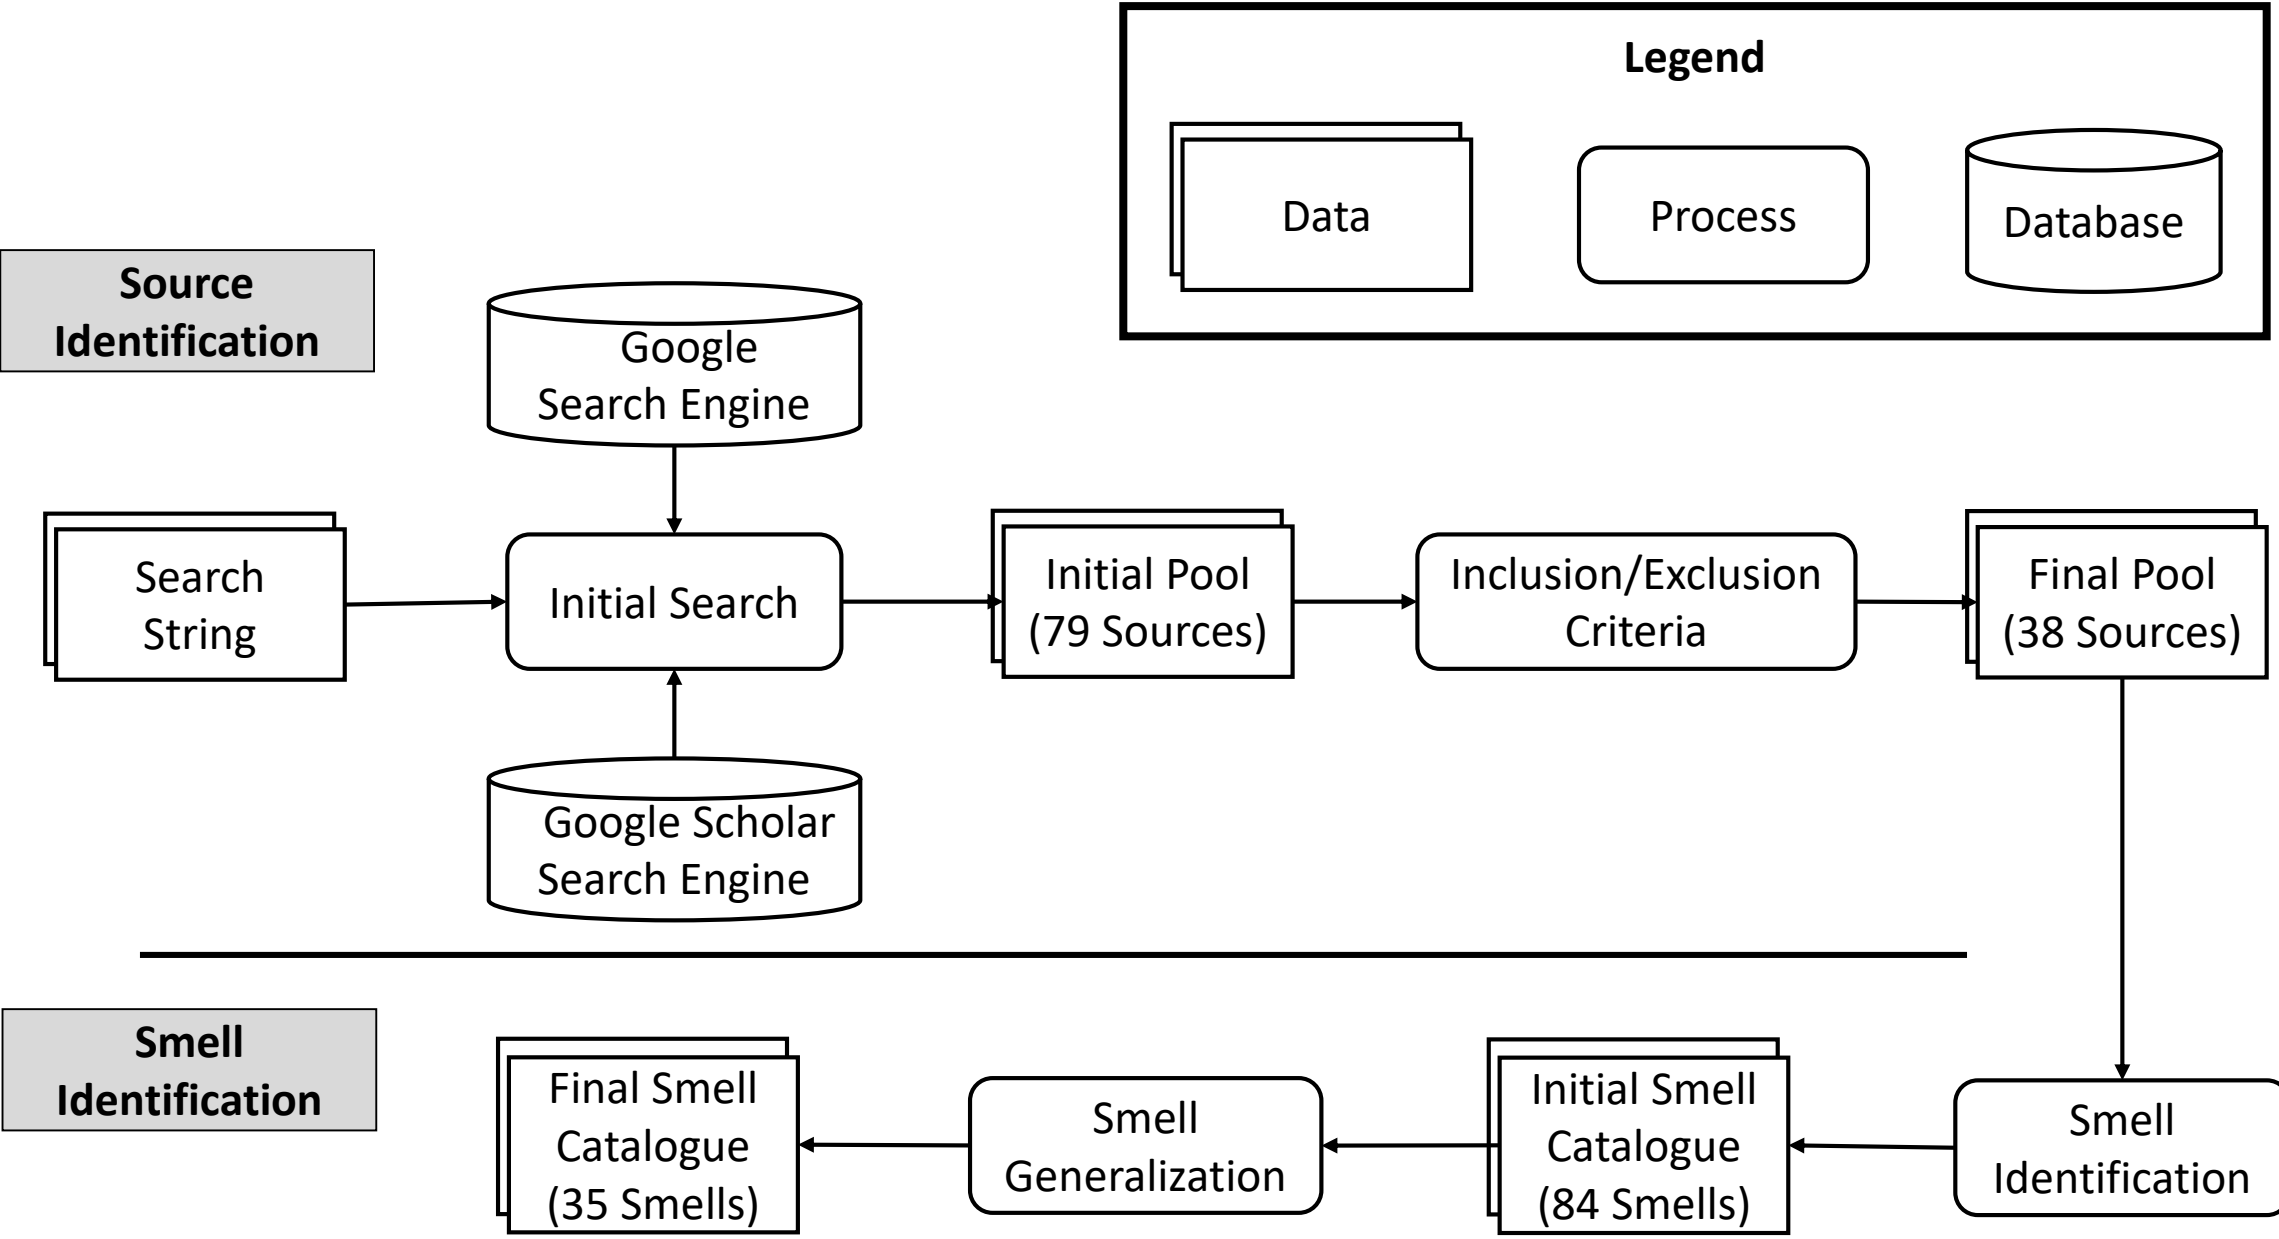 Legend
Data
Process
Database
Source
Identification
Google
Search Engine
Search
String
Initial Search
Initial Pool
(79 Sources)
Inclusion/Exclusion
Criteria
Final Pool
(38 Sources)
Google Scholar
Search Engine
Smell
Identification
Final Smell
Catalogue
(35 Smells)
Smell
Generalization
Initial Smell
Catalogue
(84 Smells)
Smell
Identification